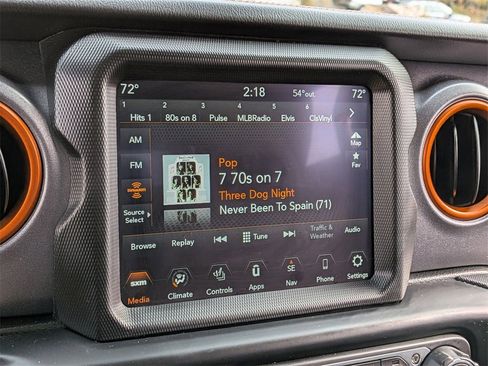 72° 2:18 54°out. 72°
1 2 3 4 5 6
Hits 1 80s on 8 Pulse MLBRadio Elvis ClsVinyl
AM
FM
Source
Select
Pop
7 70s on 7
Three Dog Night
Never Been To Spain (71)
Map
Fav
Browse Replay Tune Traffic &
Weather Audio
sxm SE
Media Climate Controls Apps Nav Phone Settings